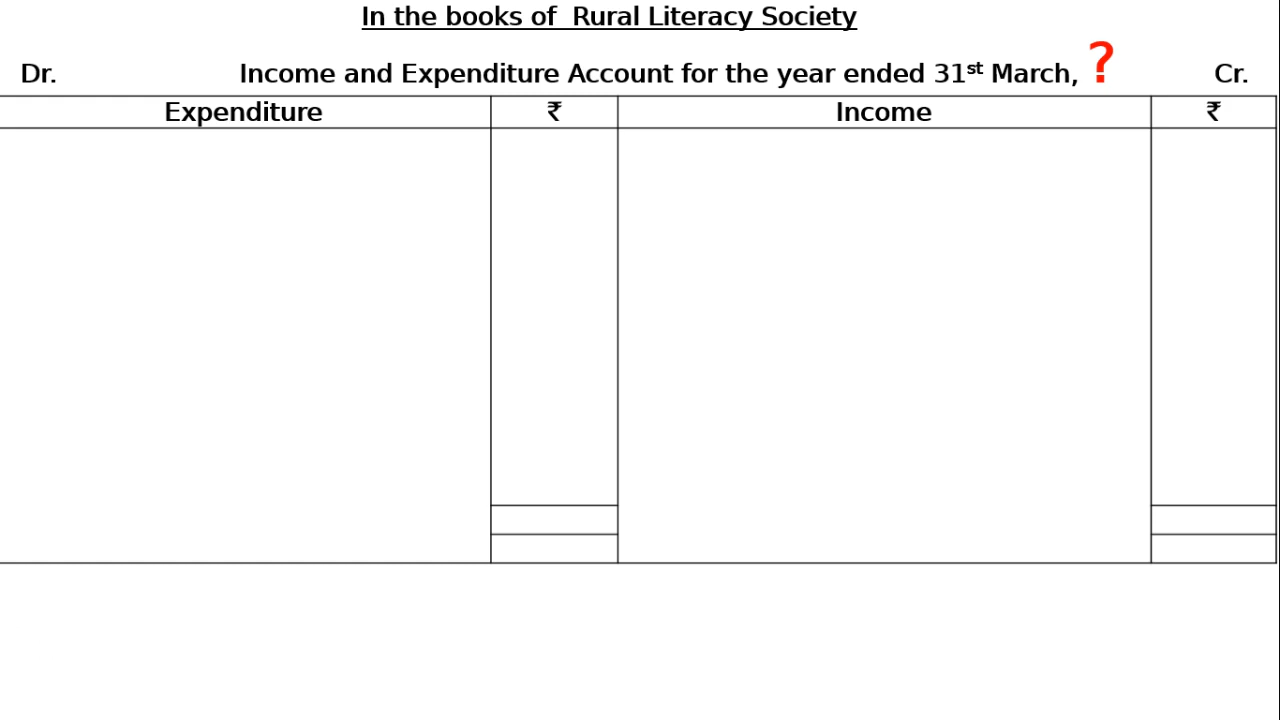 In the books of Rural Literacy Society
Dr. Income and Expenditure Account for the year ended 31st March, ? Cr.
Expenditure ₹ Income ₹